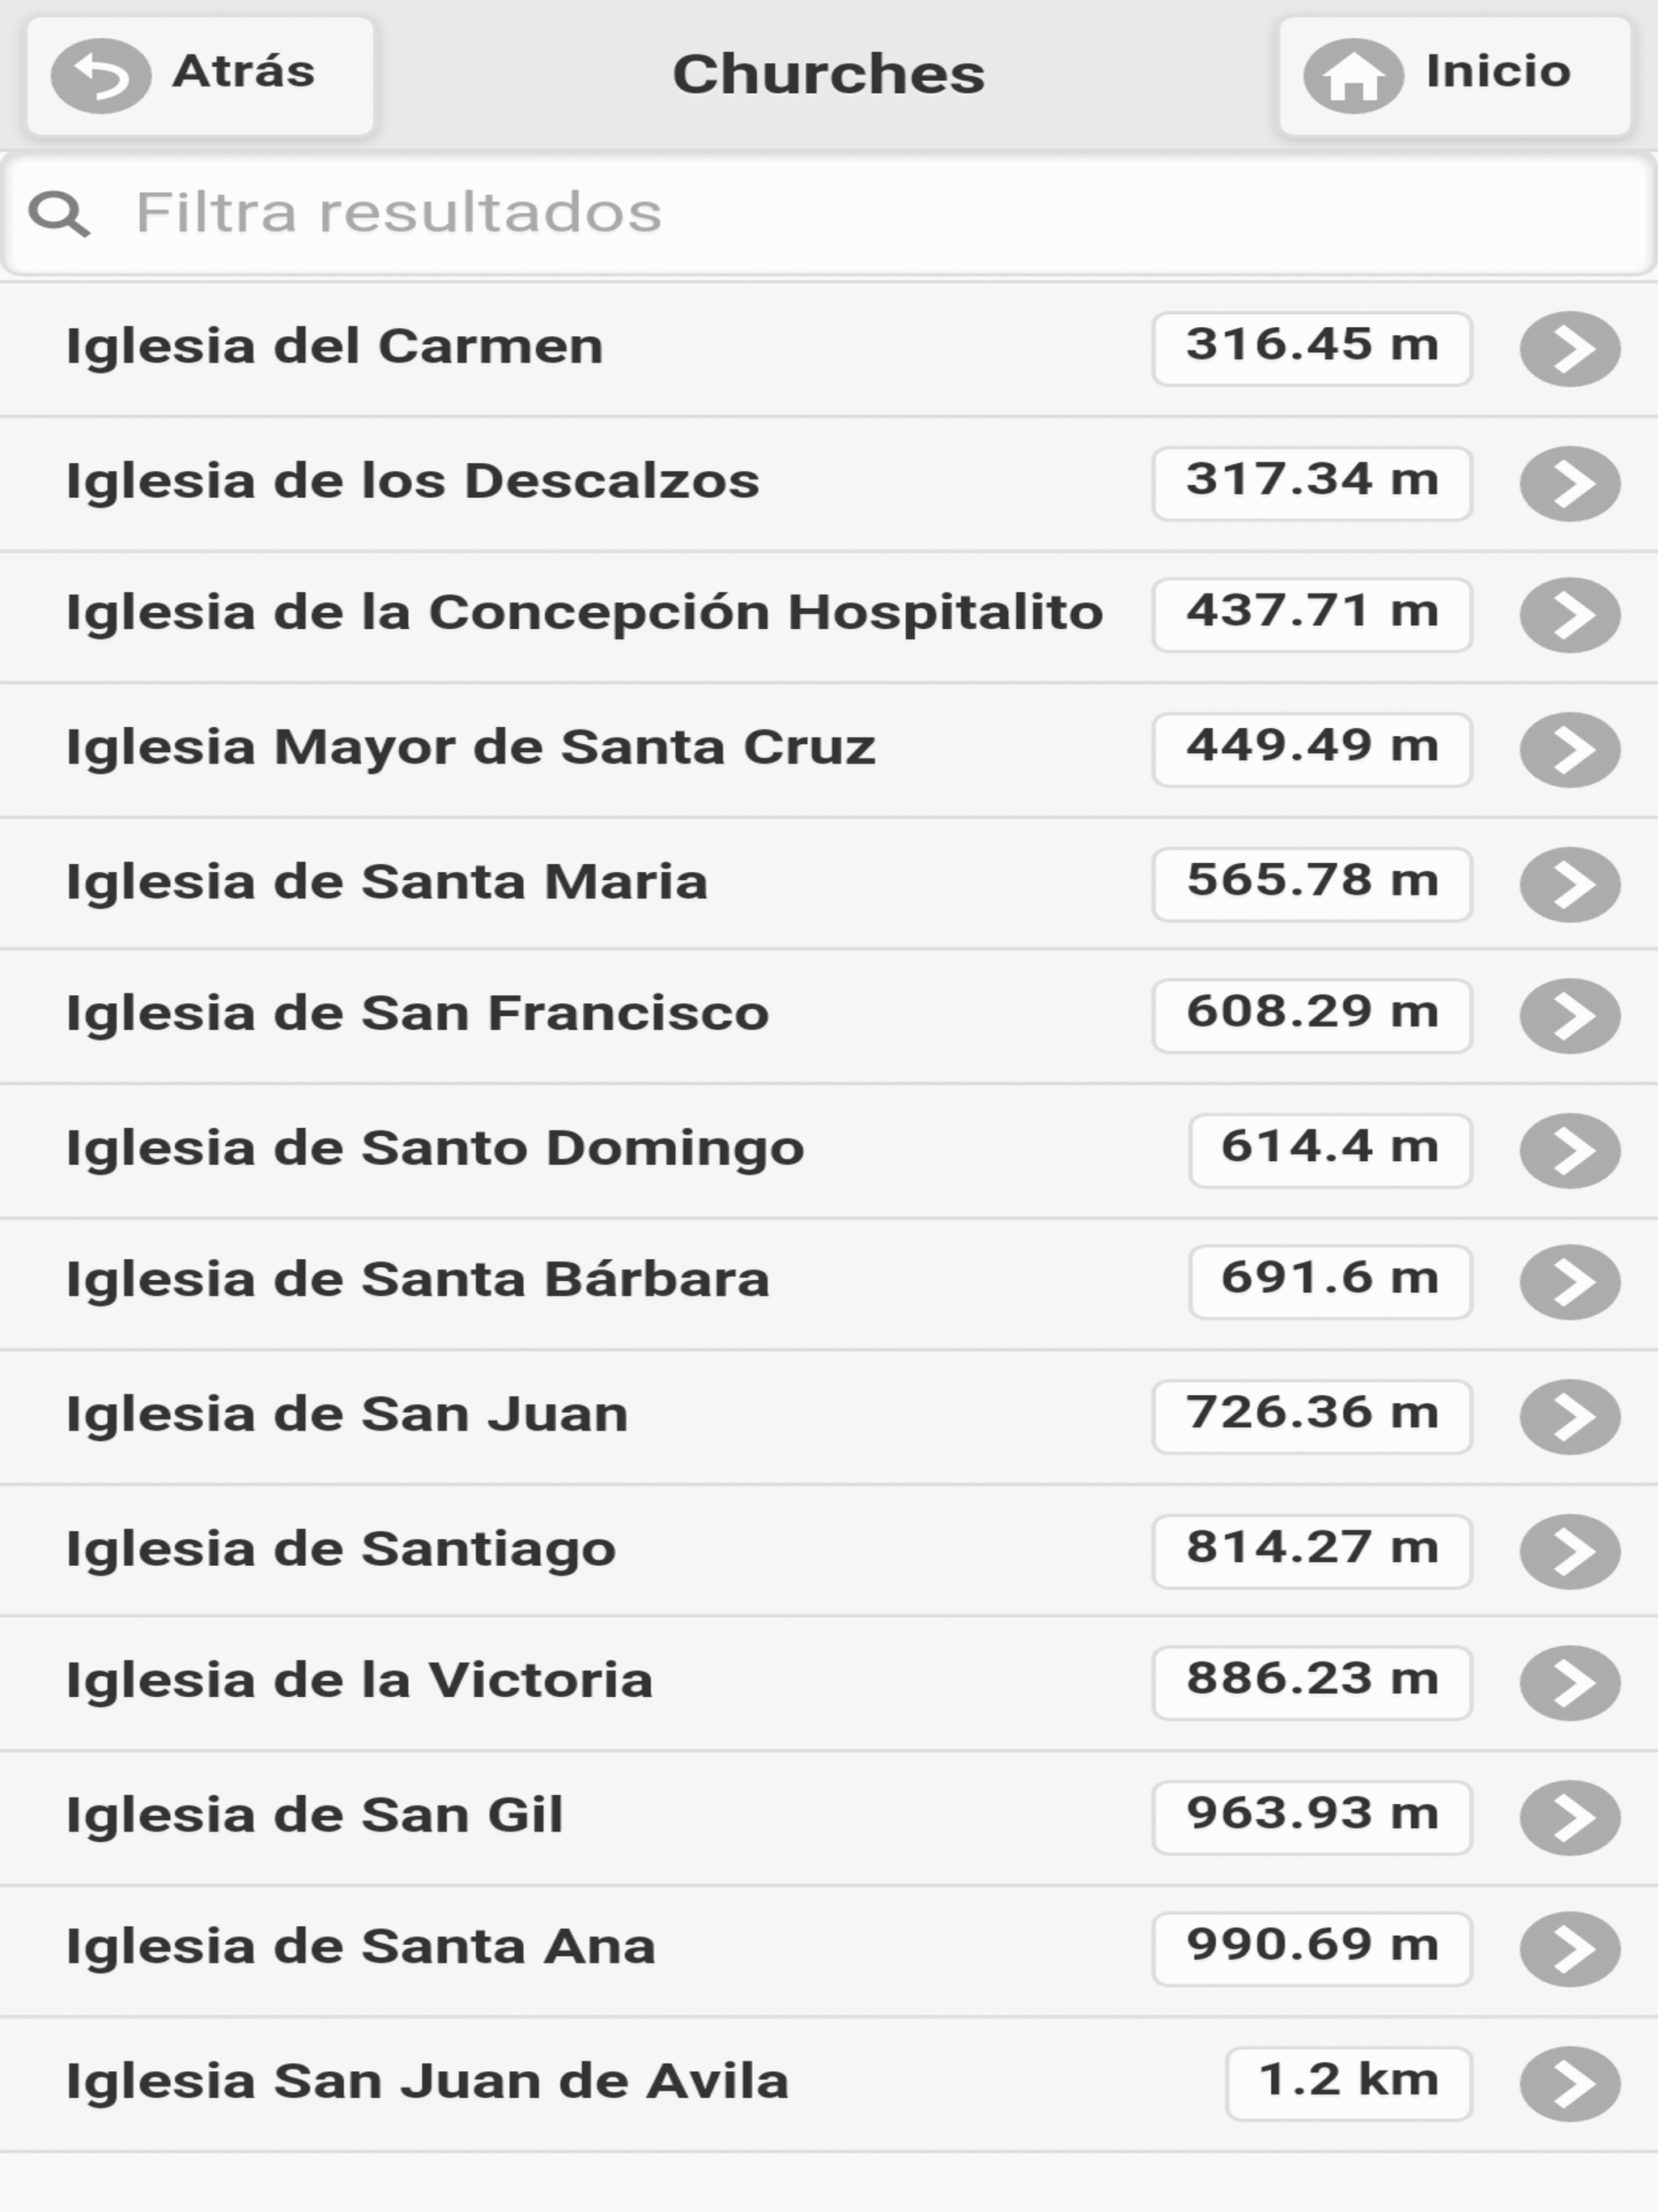 Atrás
Churches
Inicio
Filtra resultados
Iglesia del Carmen 316.45 m
Iglesia de los Descalzos 317.34 m
Iglesia de la Concepción Hospitalito 437.71 m
Iglesia Mayor de Santa Cruz 449.49 m
Iglesia de Santa Maria 565.78 m
Iglesia de San Francisco 608.29 m
Iglesia de Santo Domingo 614.4 m
Iglesia de Santa Bárbara 691.6 m
Iglesia de San Juan 726.36 m
Iglesia de Santiago 814.27 m
Iglesia de la Victoria 886.23 m
Iglesia de San Gil 963.93 m
Iglesia de Santa Ana 990.69 m
Iglesia San Juan de Avila 1.2 km